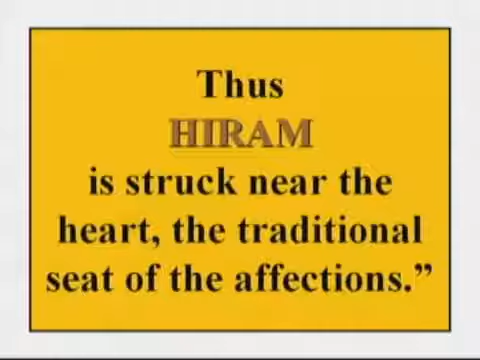 Thus
HIRAM
is struck near the
heart, the traditional
seat of the affections.”